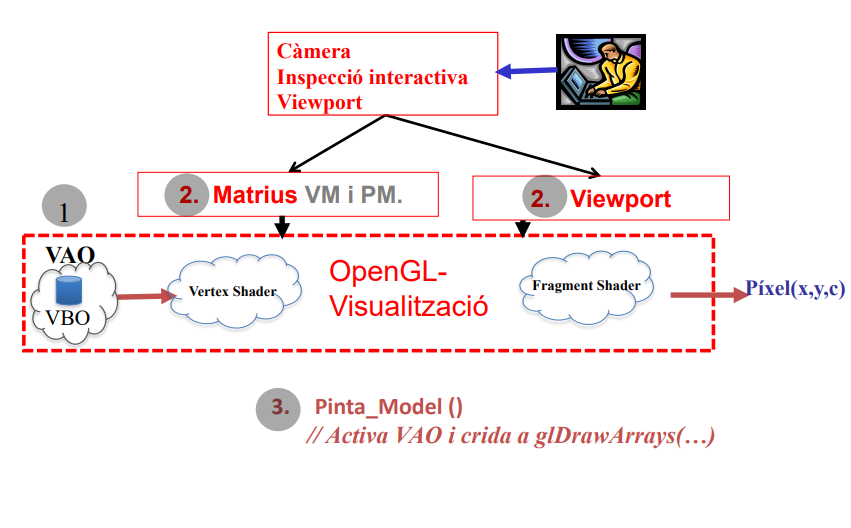 Càmera
Inspecció interactiva
Viewport
2. Matrius VM i PM.
2. Viewport
1
VAO
VBO
Vertex Shader
OpenGL-
Visualització
Fragment Shader
Píxel(x,y,c)
3. Pinta_Model ()
// Activa VAO i crida a glDrawArrays(…)